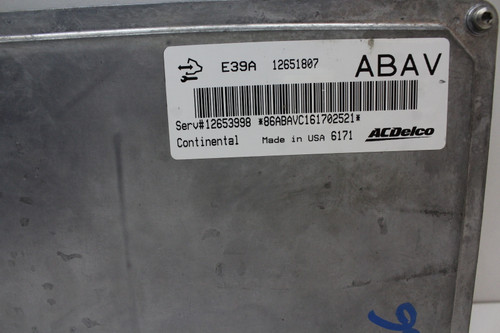 E39A 12651807 ABAV
Serv#12653998 *86ABAVC161702521*
Continental Made in USA 6171 ACDelco